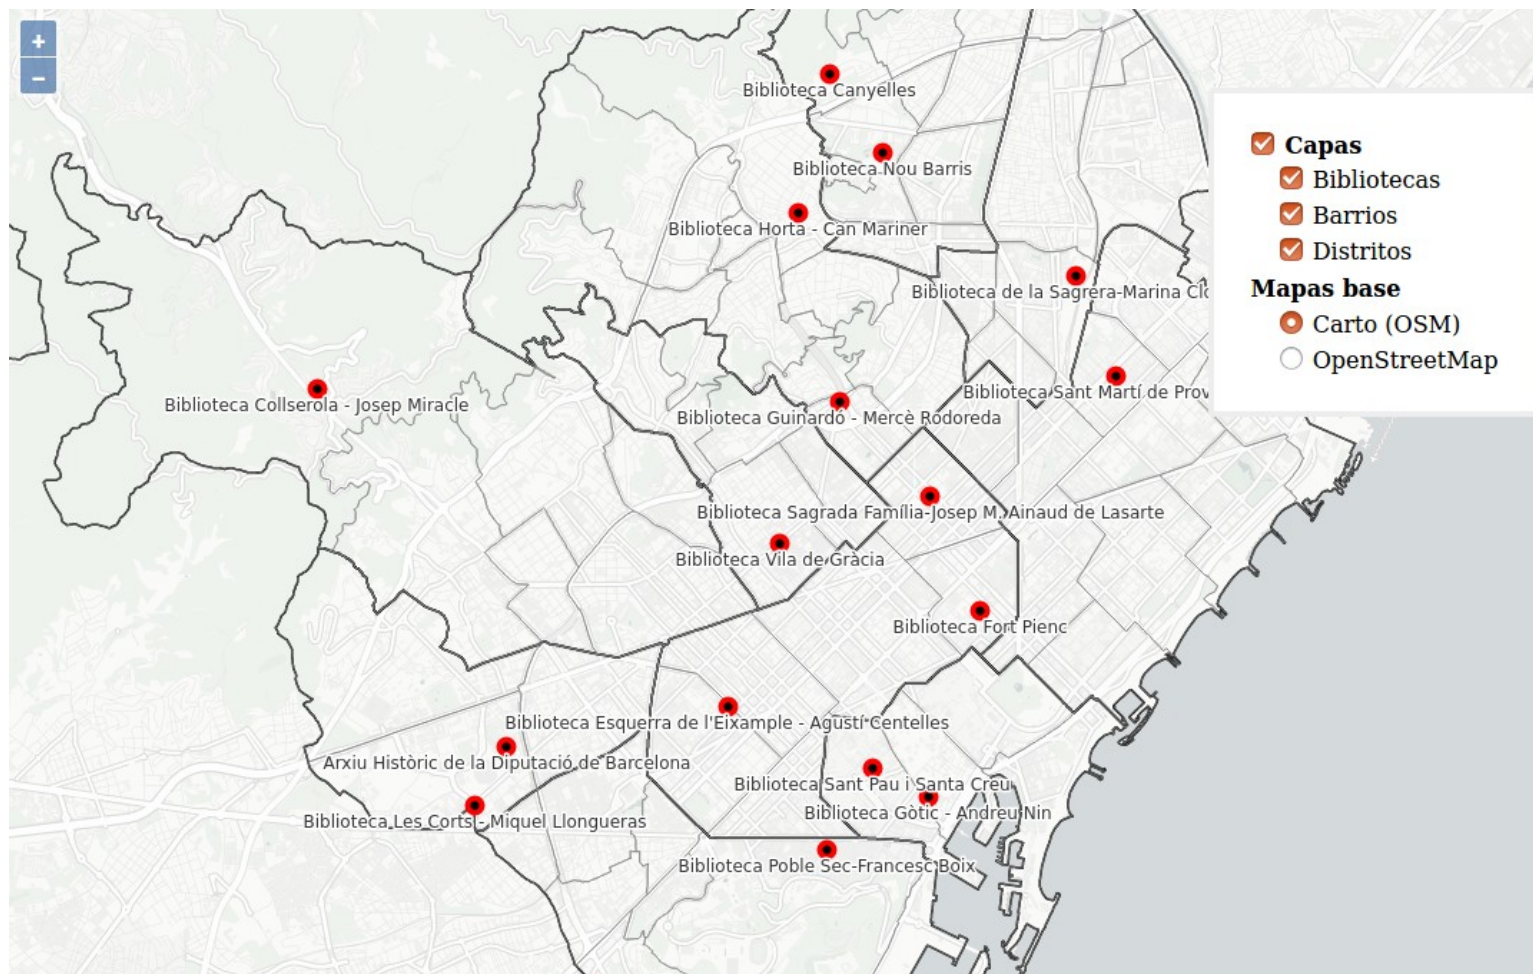 +
−
Biblioteca Canyelles
Biblioteca Nou Barris
Biblioteca Horta - Can Mariner
Biblioteca de la Sagrera-Marina Clo
Biblioteca Sant Martí de Prov
Biblioteca Collserola - Josep Miracle
Biblioteca Guinardó - Mercè Rodoreda
Biblioteca Sagrada Família-Josep M. Ainaud de Lasarte
Biblioteca Vila de Gràcia
Biblioteca Fort Pienc
Biblioteca Esquerra de l'Eixample - Agustí Centelles
Arxiu Històric de la Diputació de Barcelona
Biblioteca Sant Pau i Santa Creu
Biblioteca Gòtic - Andreu Nin
Biblioteca Les Corts - Miquel Llongueras
Biblioteca Poble Sec-Francesc Boix
Capas
Bibliotecas
Barrios
Distritos
Mapas base
Carto (OSM)
OpenStreetMap